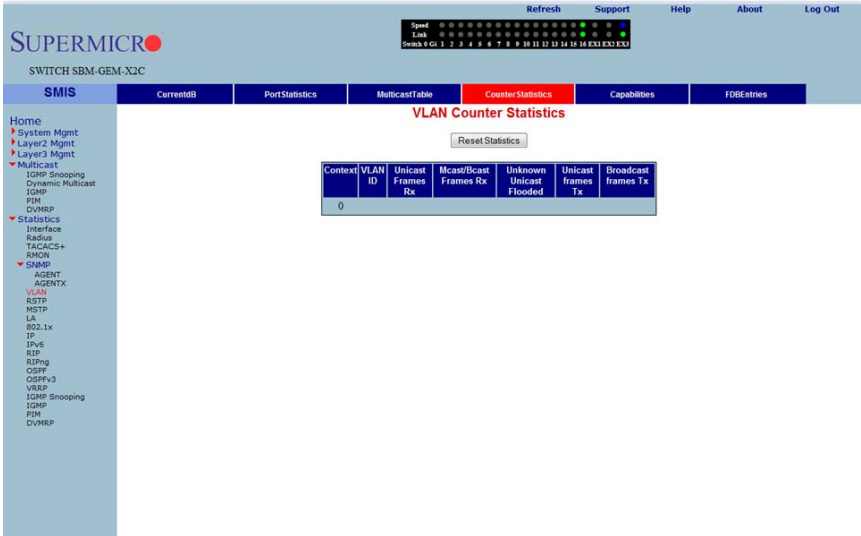 Refresh Support Help About Log Out
SUPERMICR
SWITCH SBM-GEM-X2C
Speed
Link
Switch 0 Gi 1 2 3 4 5 6 7 8 9 10 11 12 13 14 15 16 EX1 EX2 EX3
SMIS CurrentdB PortStatistics MulticastTable CounterStatistics Capabilities FDBEntries
VLAN Counter Statistics
Reset Statistics
Context VLAN ID Unicast Frames Rx Mcast/Bcast Frames Rx Unknown Unicast Flooded Unicast frames Tx Broadcast frames Tx
0
Home
System Mgmt
Layer2 Mgmt
Layer3 Mgmt
Multicast
IGMP Snooping
Dynamic Multicast
IGMP
PIM
DVMRP
Statistics
Interface
Radius
TACACS+
RMON
SNMP
AGENT
AGENTX
VLAN
RSTP
MSTP
LA
802.1x
IP
IPv6
RIP
RIPng
OSPF
OSPFv3
VRRP
IGMP Snooping
IGMP
PIM
DVMRP